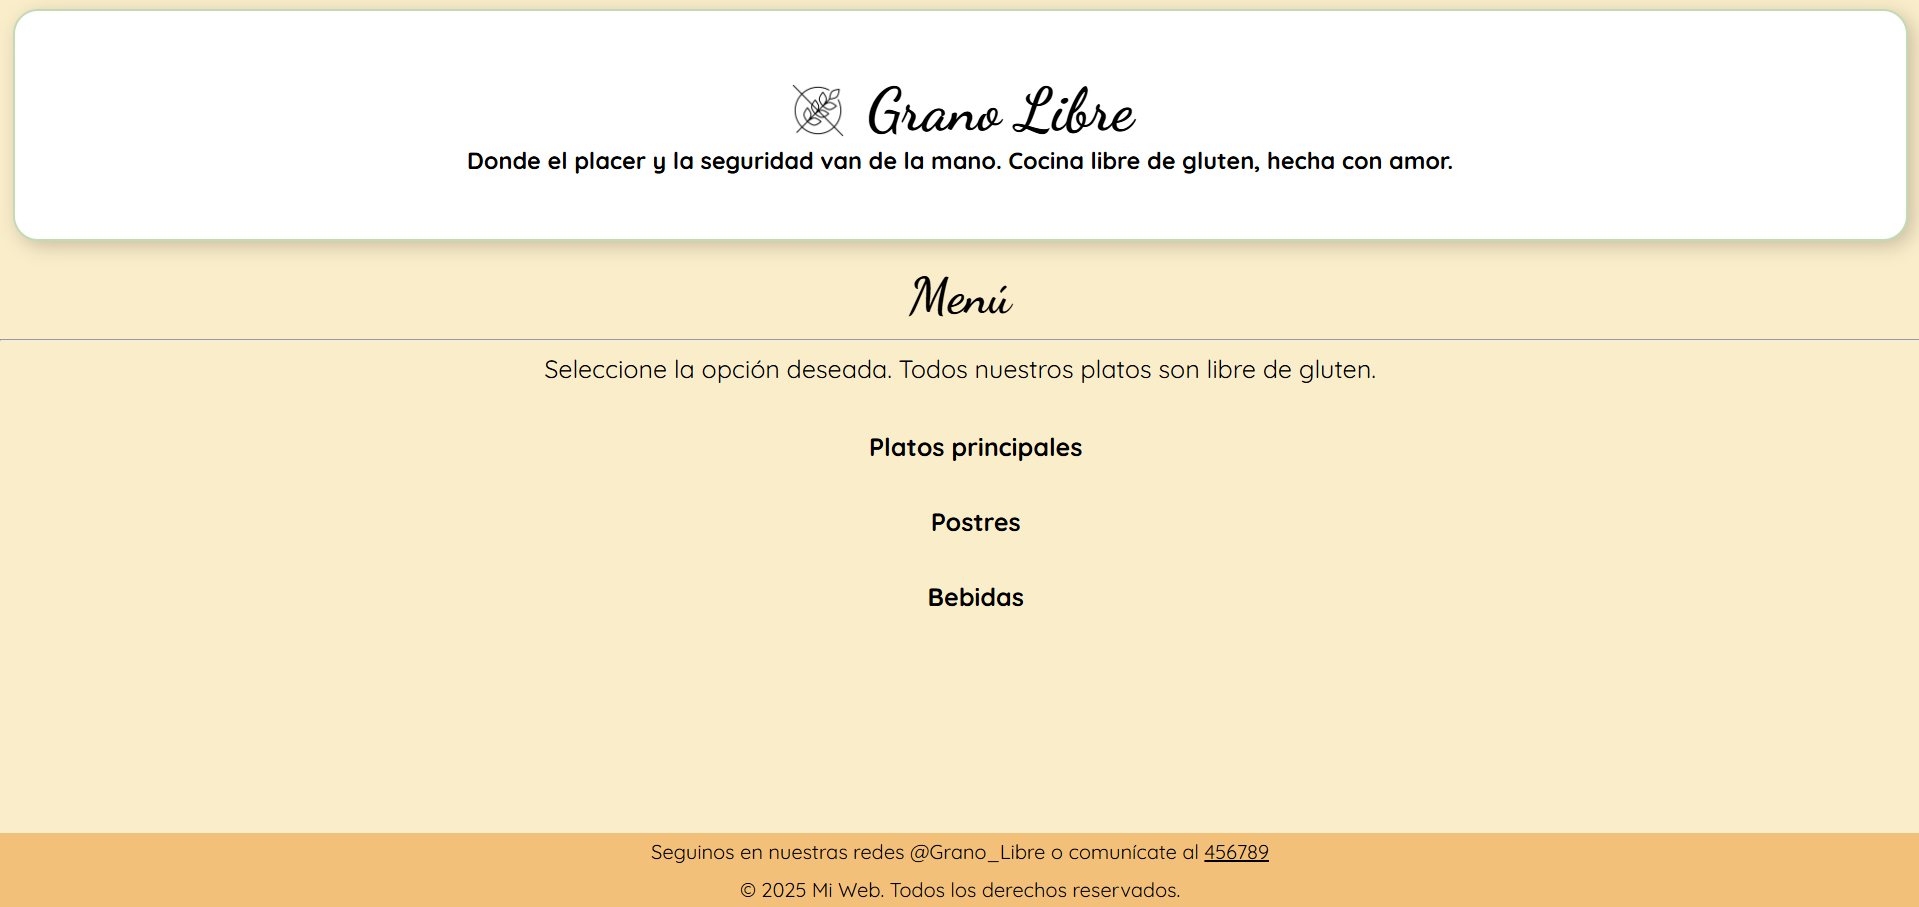 Grano Libre
Donde el placer y la seguridad van de la mano. Cocina libre de gluten, hecha con amor.
Menú
Seleccione la opción deseada. Todos nuestros platos son libre de gluten.
Platos principales
Postres
Bebidas
Seguinos en nuestras redes @Grano_Libre o comunícate al 456789
© 2025 Mi Web. Todos los derechos reservados.